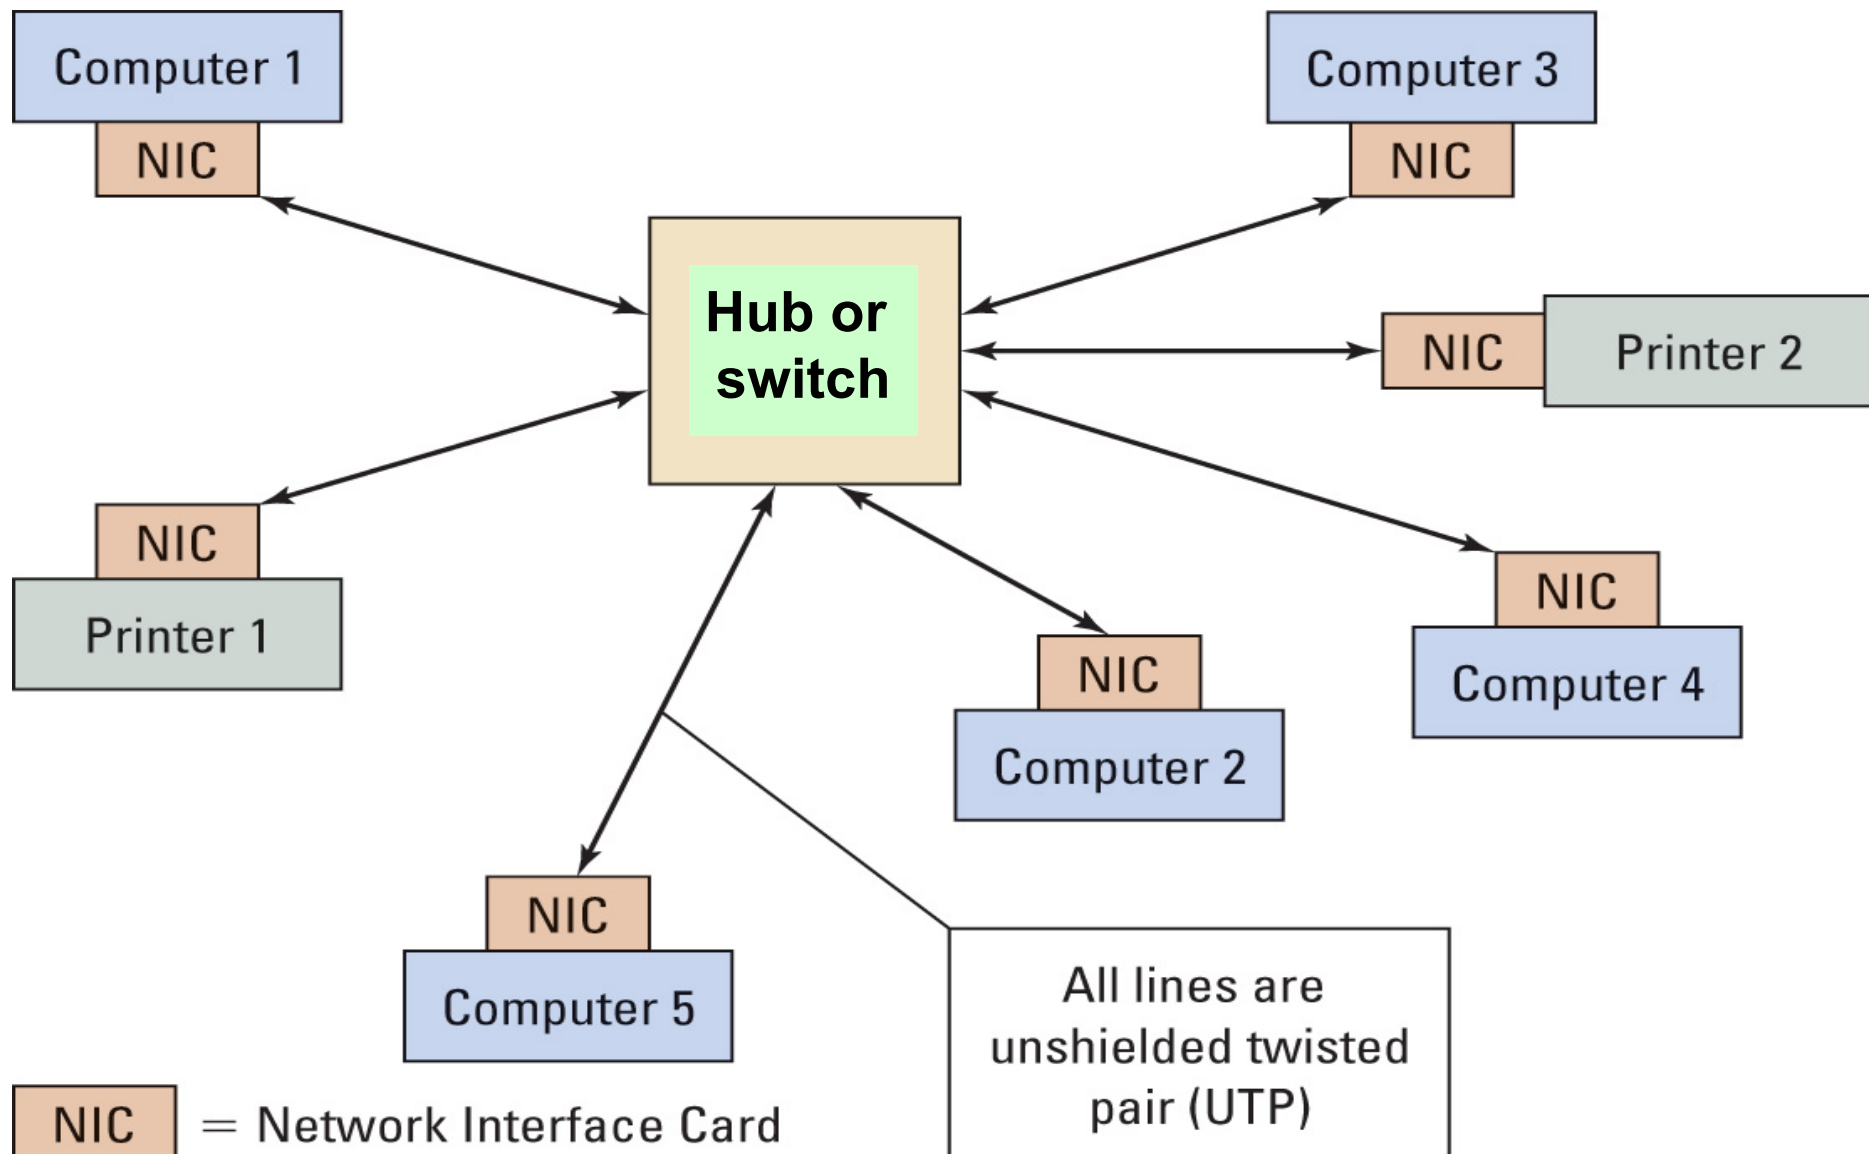 Computer 1
NIC
Computer 3
NIC
Hub or
switch
NIC
Printer 2
NIC
Printer 1
NIC
Computer 4
NIC
Computer 2
NIC
Computer 5
All lines are
unshielded twisted
pair (UTP)
NIC = Network Interface Card